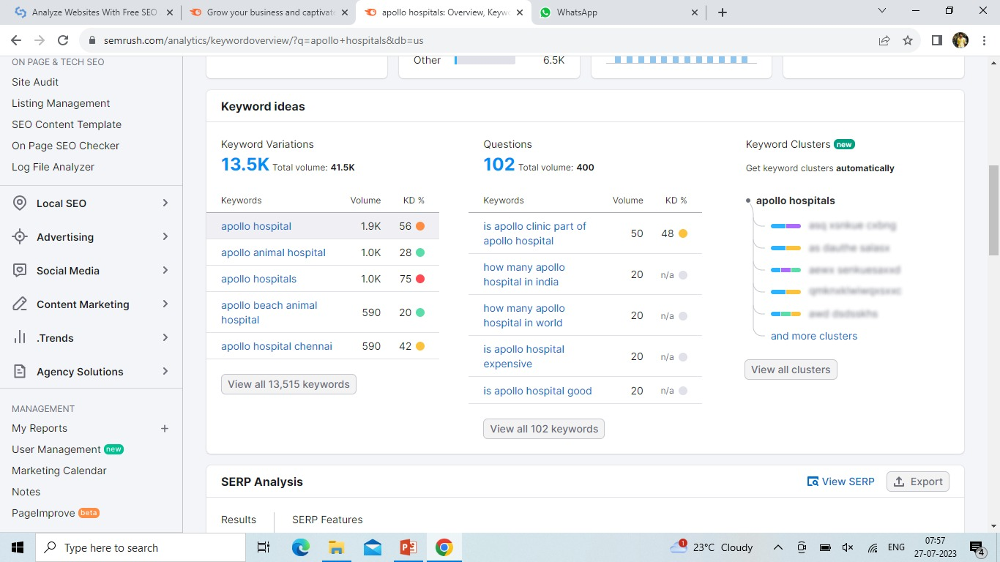 Analyze Websites With Free SEO
Grow your business and captivat
apollo hospitals: Overview, Keyw
WhatsApp
semrush.com/analytics/keywordoverview/?q=apollo+hospitals&db=us
ON PAGE & TECH SEO
Site Audit
Listing Management
SEO Content Template
On Page SEO Checker
Log File Analyzer
Local SEO
Advertising
Social Media
Content Marketing
.Trends
Agency Solutions
MANAGEMENT
My Reports +
User Management new
Marketing Calendar
Notes
PageImprove beta
Other 6.5K
Keyword ideas
Keyword Variations
13.5K Total volume: 41.5K
Keywords Volume KD %
apollo hospital 1.9K 56
apollo animal hospital 1.0K 28
apollo hospitals 1.0K 75
apollo beach animal
hospital 590 20
apollo hospital chennai 590 42
View all 13,515 keywords
Questions
102 Total volume: 400
Keywords Volume KD %
is apollo clinic part of
apollo hospital 50 48
how many apollo
hospital in india 20 n/a
how many apollo
hospital in world 20 n/a
is apollo hospital
expensive 20 n/a
is apollo hospital good 20 n/a
View all 102 keywords
Keyword Clusters new
Get keyword clusters automatically
apollo hospitals
and more clusters
View all clusters
SERP Analysis
View SERP
Export
Results
SERP Features
Type here to search
1
23°C Cloudy
ENG
07:57
27-07-2023
4